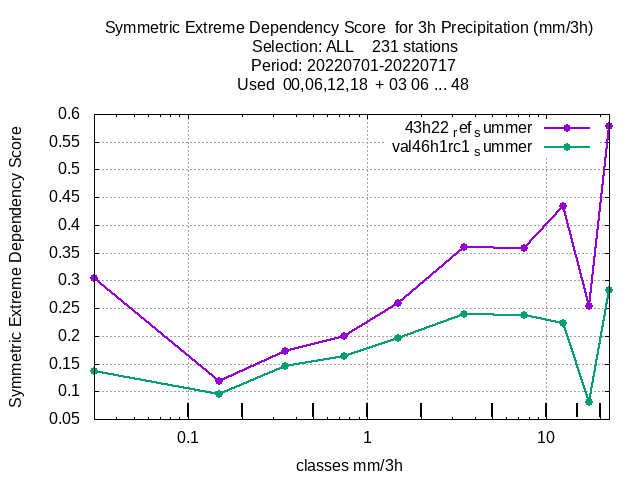 Symmetric Extreme Dependency Score  for 3h Precipitation (mm/3h)
Selection: ALL    231 stations
Period: 20220701-20220717
Used  00,06,12,18  + 03 06 ... 48
43h22 ref summer
val46h1rc1 summer
Symmetric Extreme Dependency Score
0.6
0.55
0.5
0.45
0.4
0.35
0.3
0.25
0.2
0.15
0.1
0.05
0.1 1 10
classes mm/3h